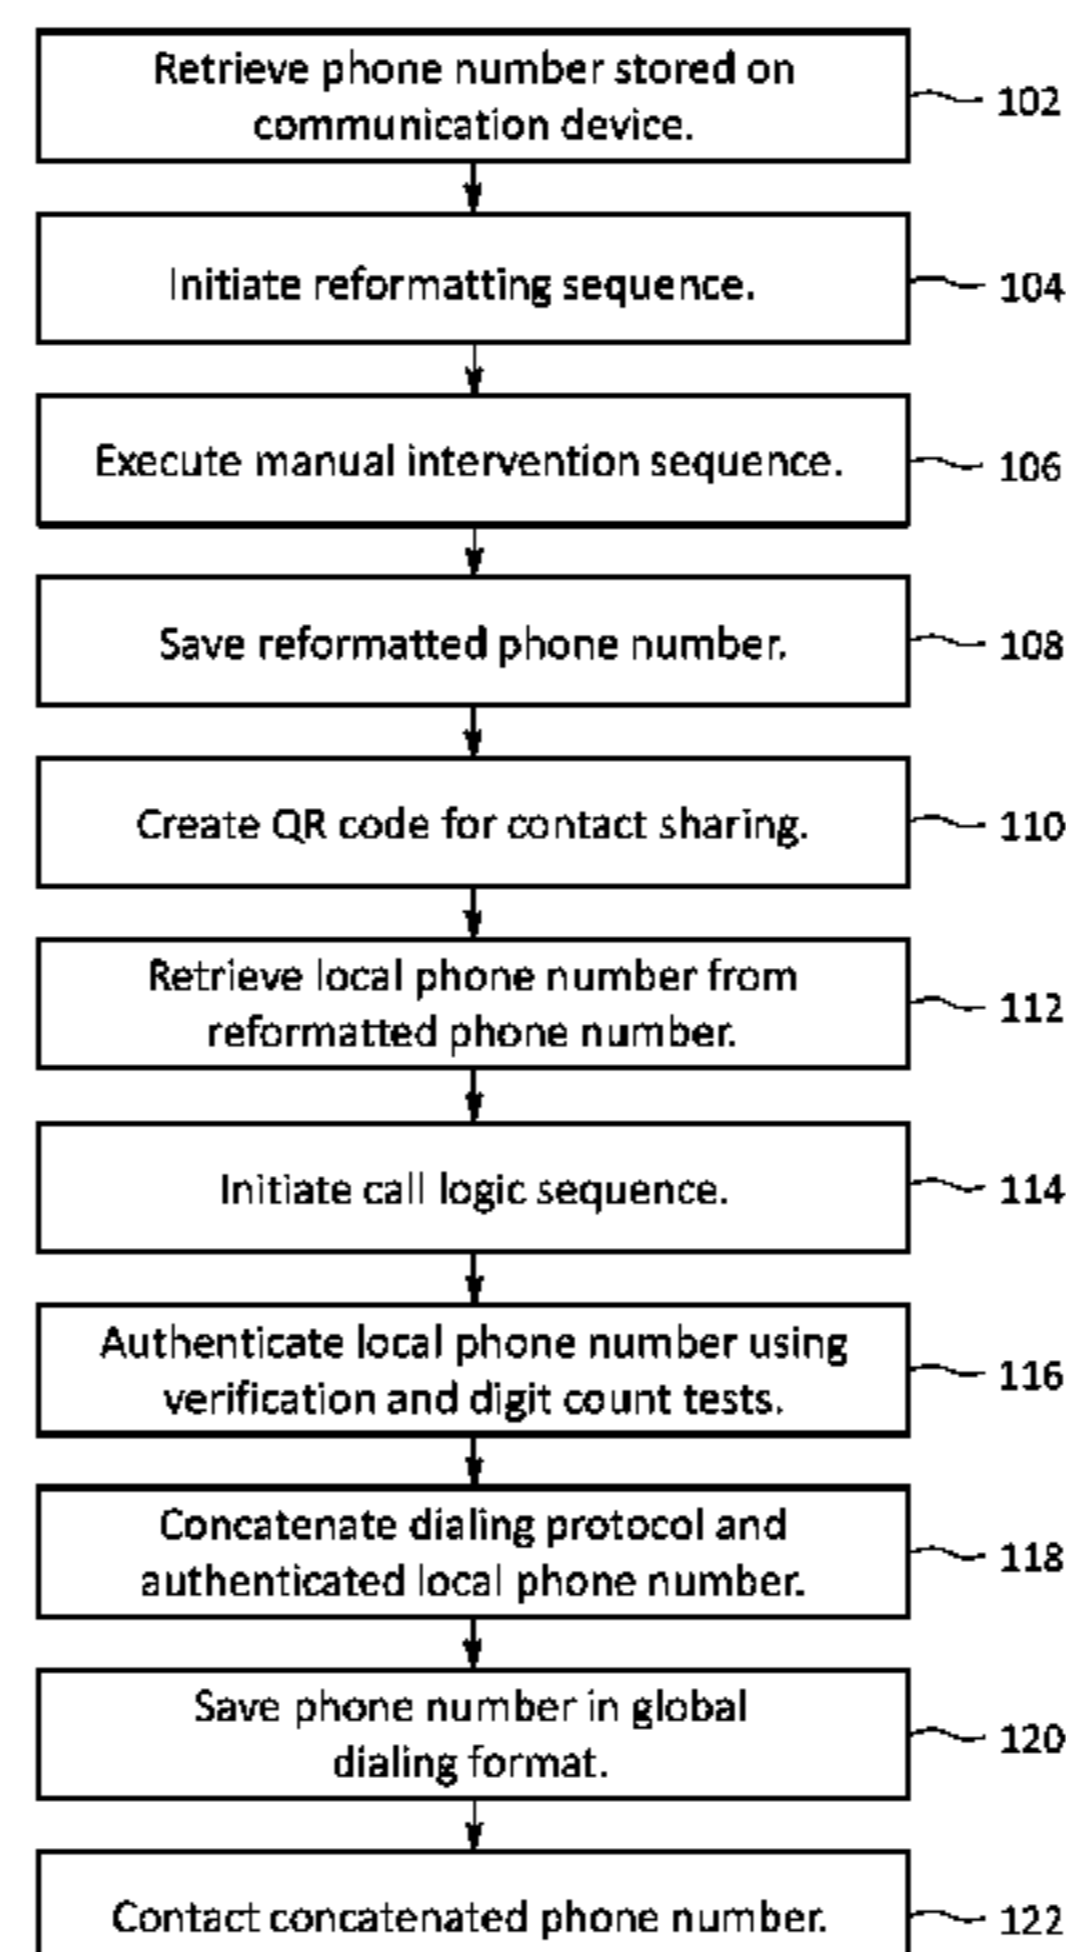 Retrieve phone number stored on
communication device.
102
Initiate reformatting sequence.
104
Execute manual intervention sequence.
106
Save reformatted phone number.
108
Create QR code for contact sharing.
110
Retrieve local phone number from
reformatted phone number.
112
Initiate call logic sequence.
114
Authenticate local phone number using
verification and digit count tests.
116
Concatenate dialing protocol and
authenticated local phone number.
118
Save phone number in global
dialing format.
120
Contact concatenated phone number.
122